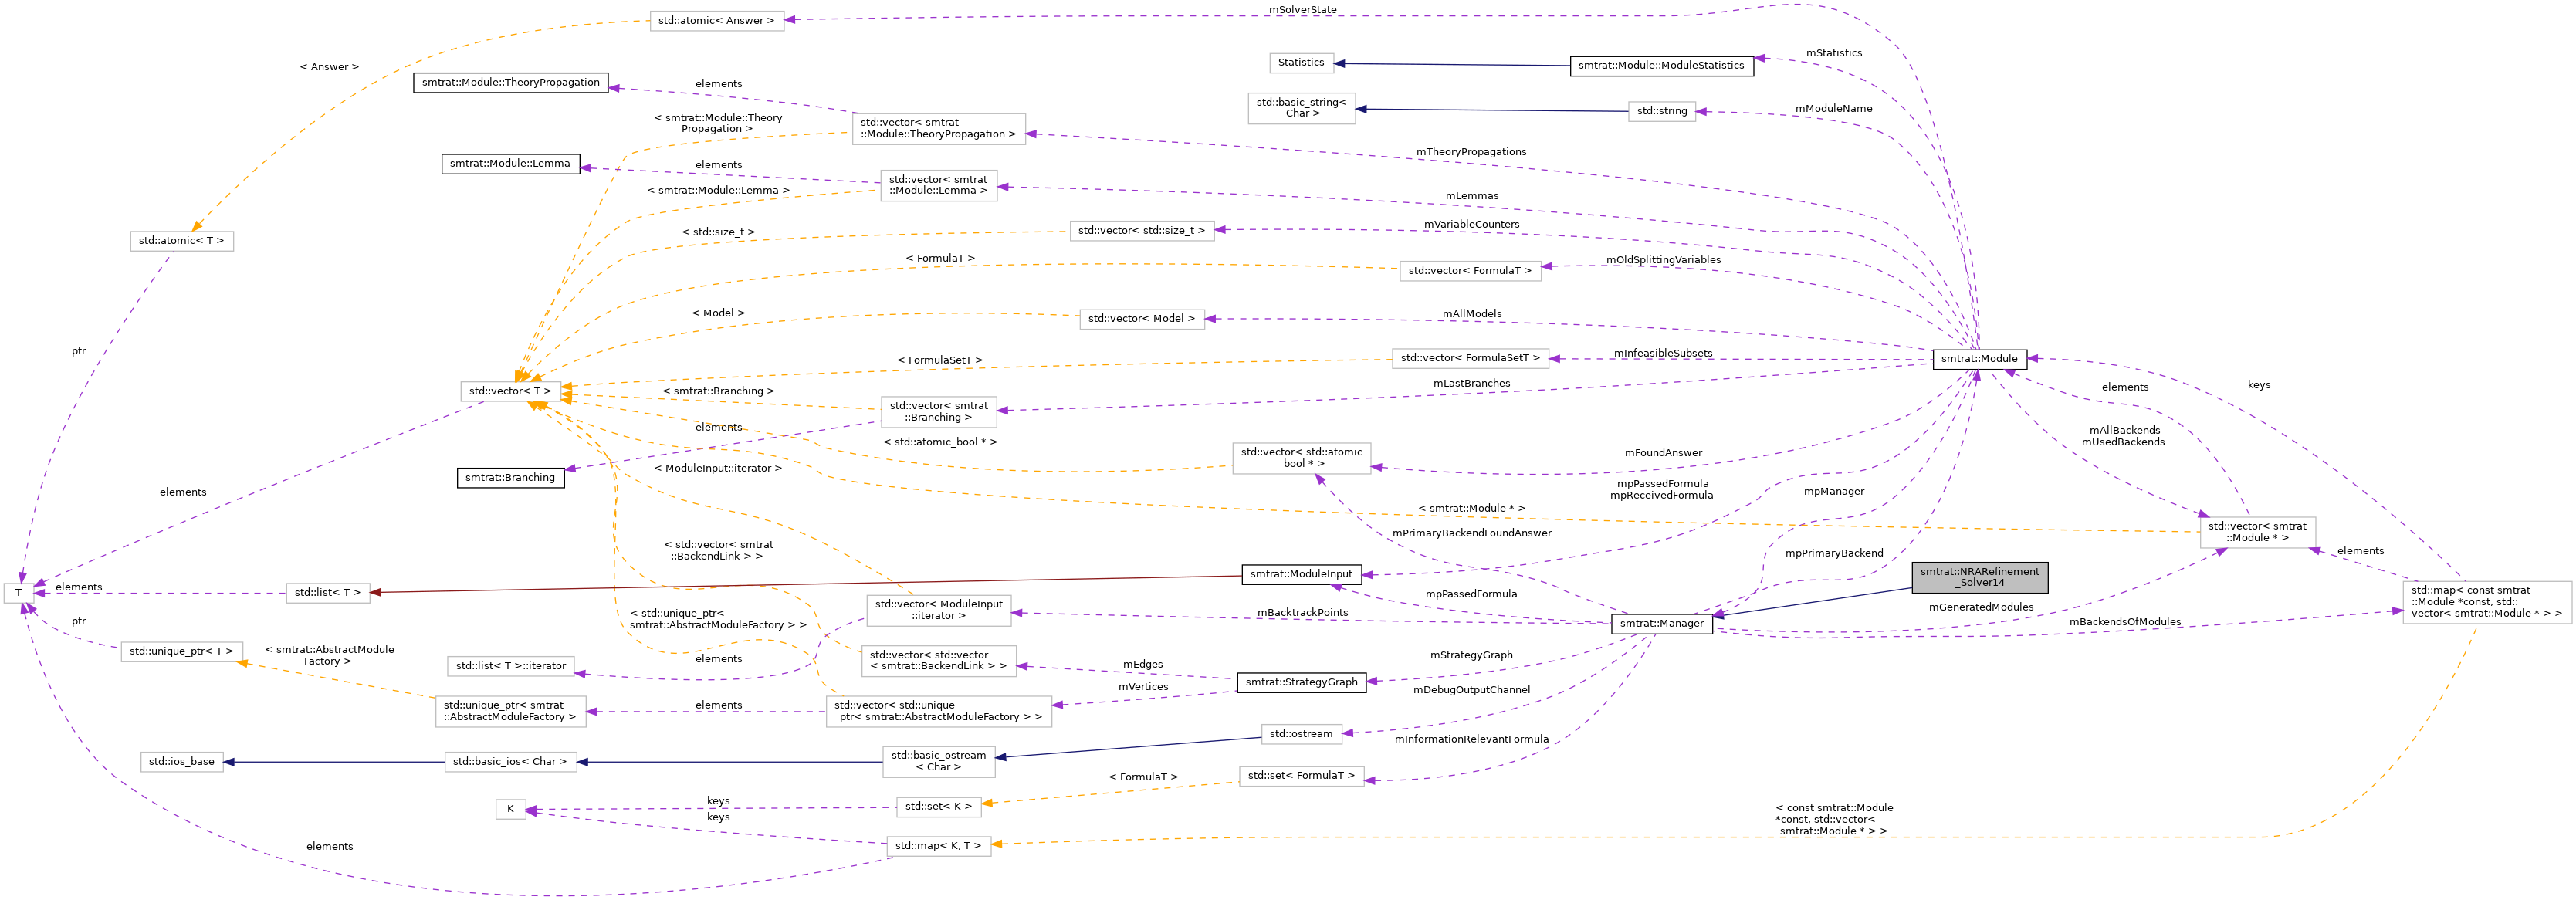 mSolverState
std::atomic< Answer >
mStatistics
< Answer >
Statistics
smtrat::Module::ModuleStatistics
smtrat::Module::TheoryPropagation
elements
std::basic_string<
Char >
std::string
mModuleName
< smtrat::Module::Theory
Propagation >
std::vector< smtrat
::Module::TheoryPropagation >
mTheoryPropagations
smtrat::Module::Lemma
elements
< smtrat::Module::Lemma >
std::vector< smtrat
::Module::Lemma >
mLemmas
std::atomic< T >
< std::size_t >
std::vector< std::size_t >
mVariableCounters
< FormulaT >
std::vector< FormulaT >
mOldSplittingVariables
< Model >
std::vector< Model >
mAllModels
ptr
< FormulaSetT >
std::vector< FormulaSetT >
mInfeasibleSubsets
smtrat::Module
std::vector< T >
< smtrat::Branching >
mLastBranches
elements
keys
std::vector< smtrat
::Branching >
elements
mAllBackends
mUsedBackends
< std::atomic_bool * >
std::vector< std::atomic
_bool * >
mFoundAnswer
smtrat::Branching
< ModuleInput::iterator >
elements
mpPassedFormula
mpReceivedFormula
mpManager
< smtrat::Module * >
mPrimaryBackendFoundAnswer
std::vector< smtrat
::Module * >
< std::vector< smtrat
::BackendLink > >
mpPrimaryBackend
elements
smtrat::ModuleInput
smtrat::NRARefinement
_Solver14
T
elements
std::list< T >
mpPassedFormula
std::map< const smtrat
::Module *const, std::
vector< smtrat::Module * > >
std::vector< ModuleInput
::iterator >
mBacktrackPoints
mGeneratedModules
ptr
< std::unique_ptr<
smtrat::AbstractModuleFactory > >
smtrat::Manager
mBackendsOfModules
std::unique_ptr< T >
< smtrat::AbstractModule
Factory >
std::list< T >::iterator
elements
std::vector< std::vector
< smtrat::BackendLink > >
mEdges
mStrategyGraph
smtrat::StrategyGraph
mVertices
mDebugOutputChannel
std::unique_ptr< smtrat
::AbstractModuleFactory >
elements
std::vector< std::unique
_ptr< smtrat::AbstractModuleFactory > >
std::ostream
mInformationRelevantFormula
std::ios_base
std::basic_ios< Char >
std::basic_ostream
< Char >
< FormulaT >
std::set< FormulaT >
K
keys
std::set< K >
keys
< const smtrat::Module
*const, std::vector<
smtrat::Module * > >
elements
std::map< K, T >